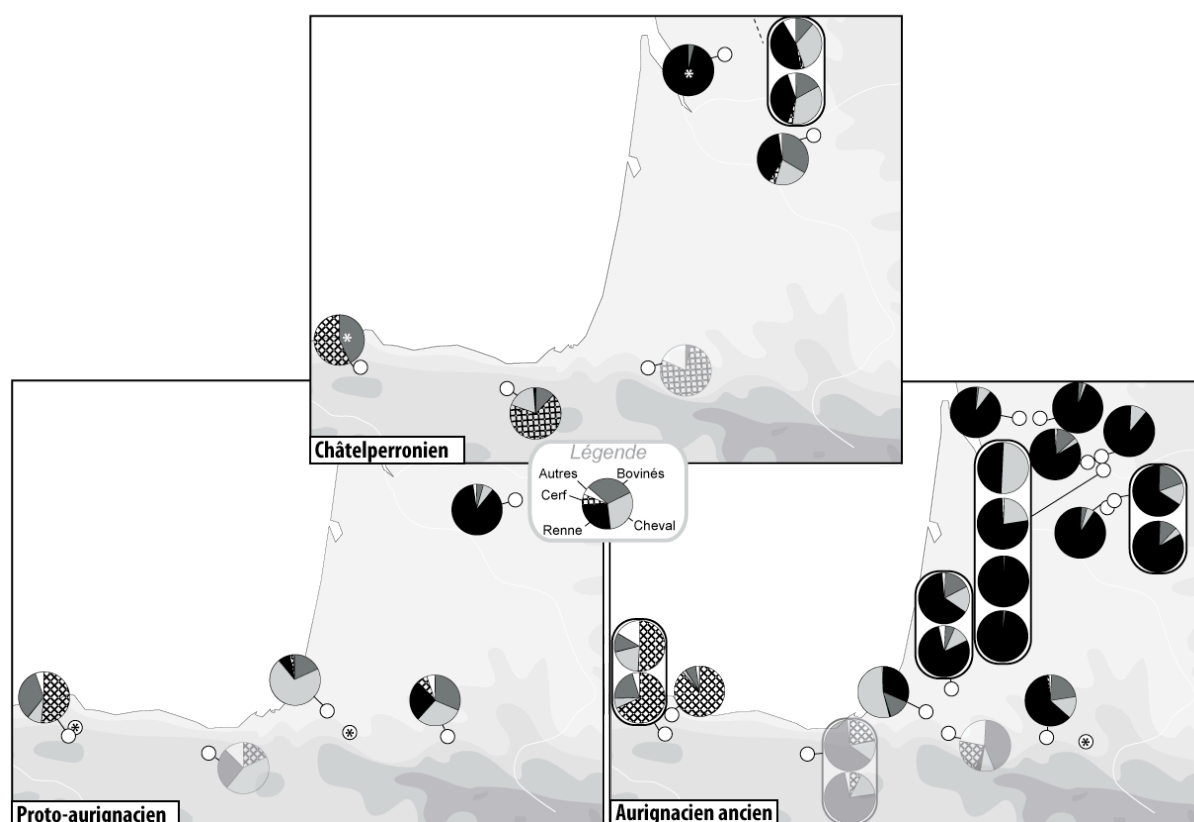 Châtelperronien
Légende
Autres Bovinés
Cerf
Renne Cheval
Proto-aurignacien
Aurignacien ancien